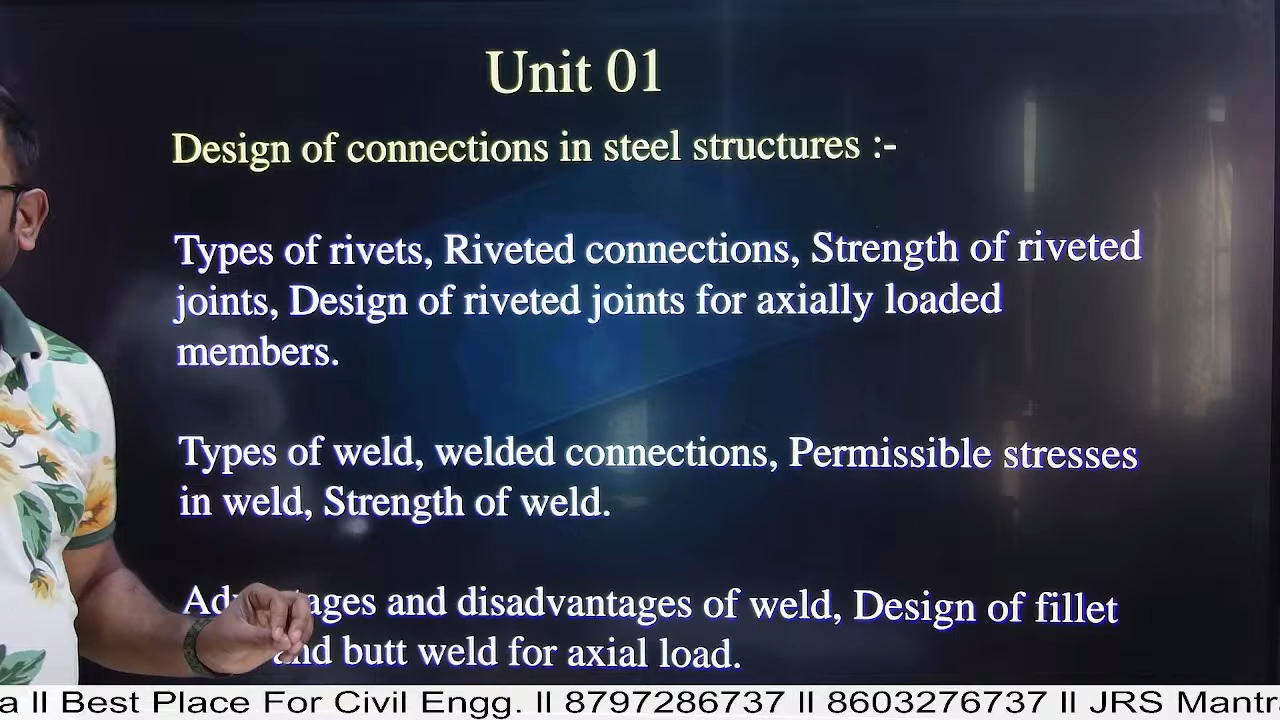 Unit 01
Design of connections in steel structures :-
Types of rivets, Riveted connections, Strength of riveted
joints, Design of riveted joints for axially loaded
members.
Types of weld, welded connections, Permissible stresses
in weld, Strength of weld.
and disadvantages of weld, Design of fillet
butt weld for axial load.
a II Best Place For Civil Engg. II 8797286737 II 8603276737 II JRS Mantra